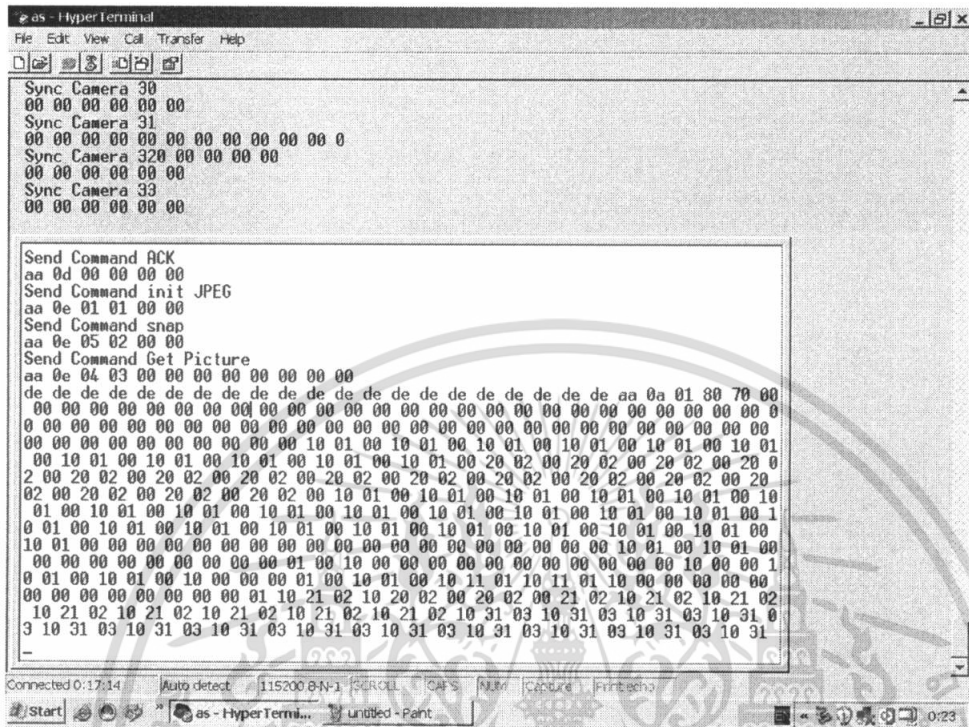 as - HyperTerminal
File Edit View Call Transfer Help
Sync Camera 30
00 00 00 00 00 00
Sync Camera 31
00 00 00 00 00 00 00 00 00 00 00 0
Sync Camera 320 00 00 00 00
00 00 00 00 00 00
Sync Camera 33
00 00 00 00 00 00
Send Command ACK
aa 0d 00 00 00 00
Send Command init JPEG
aa 0e 01 01 00 00
Send Command snap
aa 0e 05 02 00 00
Send Command Get Picture
aa 0e 04 03 00 00 00 00 00 00 00 00
de de de de de de de de de de de de de de de de de de de de de aa 0a 01 80 70 00
00 00 00 00 00 00 00 00 00 00 00 00 00 00 00 00 00 00 00 00 00 00 00 00 00 00 0
0 00 00 00 00 00 00 00 00 00 00 00 00 00 00 00 00 00 00 00 00 00 00 00 00 00 00
00 00 00 00 00 00 00 00 00 00 10 01 00 10 01 00 10 01 00 10 01 00 10 01 00 10 01
00 10 01 00 10 01 00 10 01 00 10 01 00 10 01 00 20 02 00 20 02 00 20 02 00 20 0
2 00 20 02 00 20 02 00 20 02 00 20 02 00 20 02 00 20 02 00 20 02 00 20 02 00 20
02 00 20 02 00 20 02 00 20 02 00 10 01 00 10 01 00 10 01 00 10 01 00 10 01 00 10
01 00 10 01 00 10 01 00 10 01 00 10 01 00 10 01 00 10 01 00 10 01 00 10 01 00 1
0 01 00 10 01 00 10 01 00 10 01 00 10 01 00 10 01 00 10 01 00 10 01 00 10 01 00
10 01 00 00 00 00 00 00 00 00 00 00 00 00 00 00 00 00 00 00 00 10 01 00 10 01 00
00 00 00 00 00 00 00 00 01 00 10 00 00 00 00 00 00 00 00 00 00 00 00 10 00 00 1
0 01 00 10 01 00 10 00 00 00 01 00 10 01 00 10 11 01 10 11 01 10 00 00 00 00 00
00 00 00 00 00 00 00 00 01 10 21 02 10 20 02 00 20 02 00 21 02 10 21 02 10 21 02
10 21 02 10 21 02 10 21 02 10 21 02 10 21 02 10 31 03 10 31 03 10 31 03 10 31 0
3 10 31 03 10 31 03 10 31 03 10 31 03 10 31 03 10 31 03 10 31 03 10 31 03 10 31
Connected 0:17:14 Auto detect 115200 8-N-1 SCROLL CAPS NUM Capture Print echo
Start as - HyperTermi... untitled - Paint 0:23